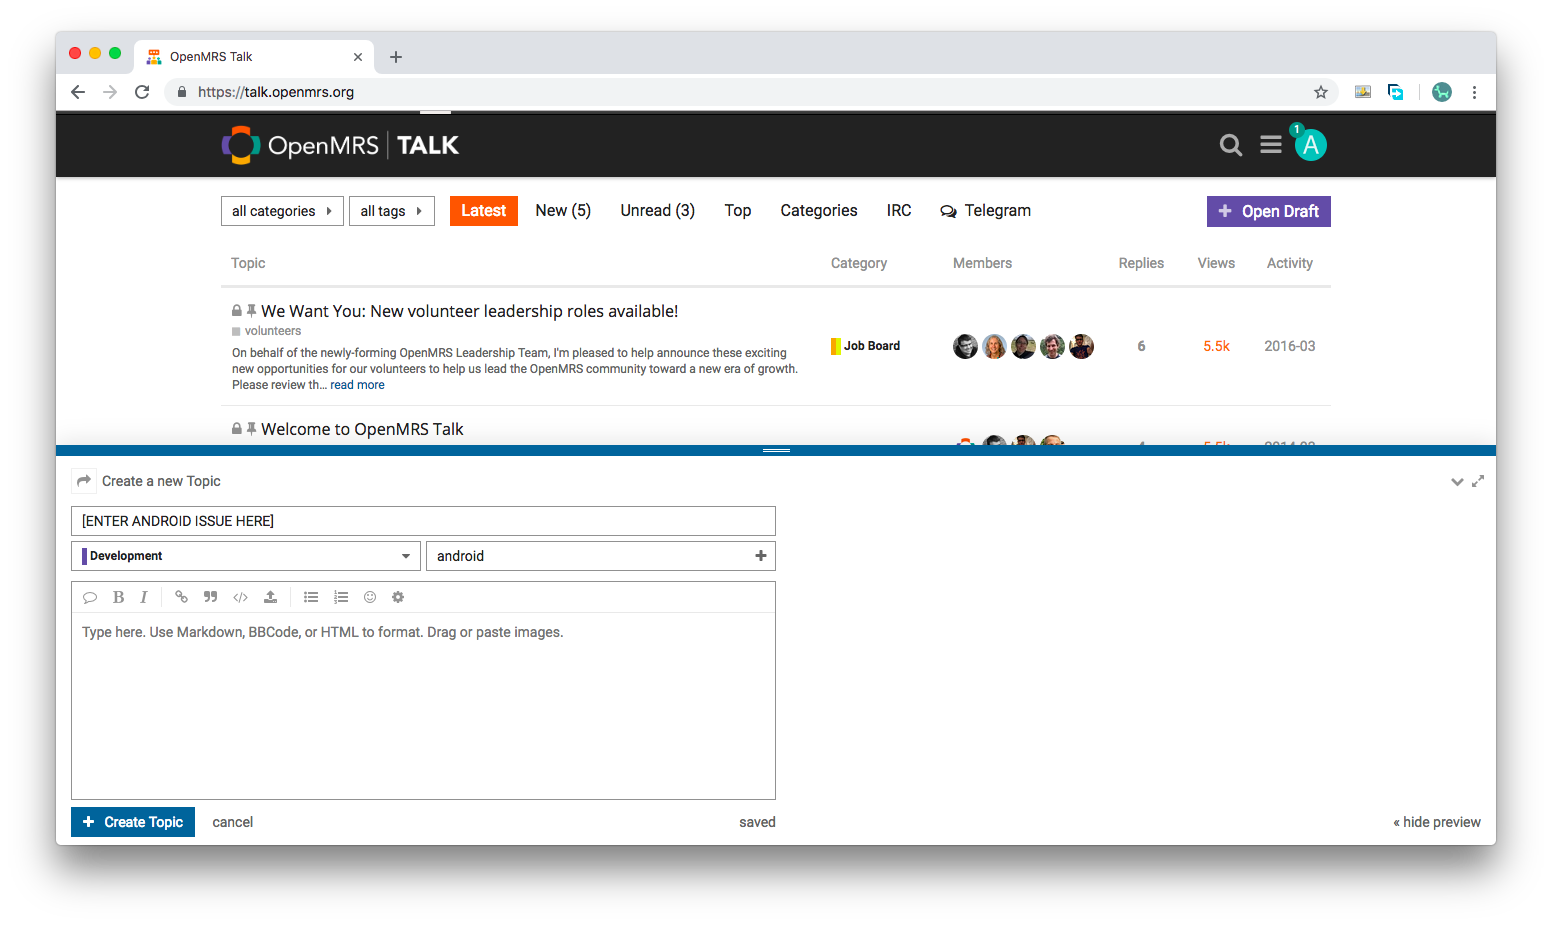 OpenMRS Talk
https://talk.openmrs.org
OpenMRS TALK
1
A
all categories all tags Latest New (5) Unread (3) Top Categories IRC Telegram + Open Draft
Topic Category Members Replies Views Activity
We Want You: New volunteer leadership roles available!
volunteers
On behalf of the newly-forming OpenMRS Leadership Team, I'm pleased to help announce these exciting
new opportunities for our volunteers to help us lead the OpenMRS community toward a new era of growth.
Please review th... read more
Job Board 6 5.5k 2016-03
Welcome to OpenMRS Talk
Create a new Topic
[ENTER ANDROID ISSUE HERE]
Development android +
B I
Type here. Use Markdown, BBCode, or HTML to format. Drag or paste images.
+ Create Topic cancel saved « hide preview